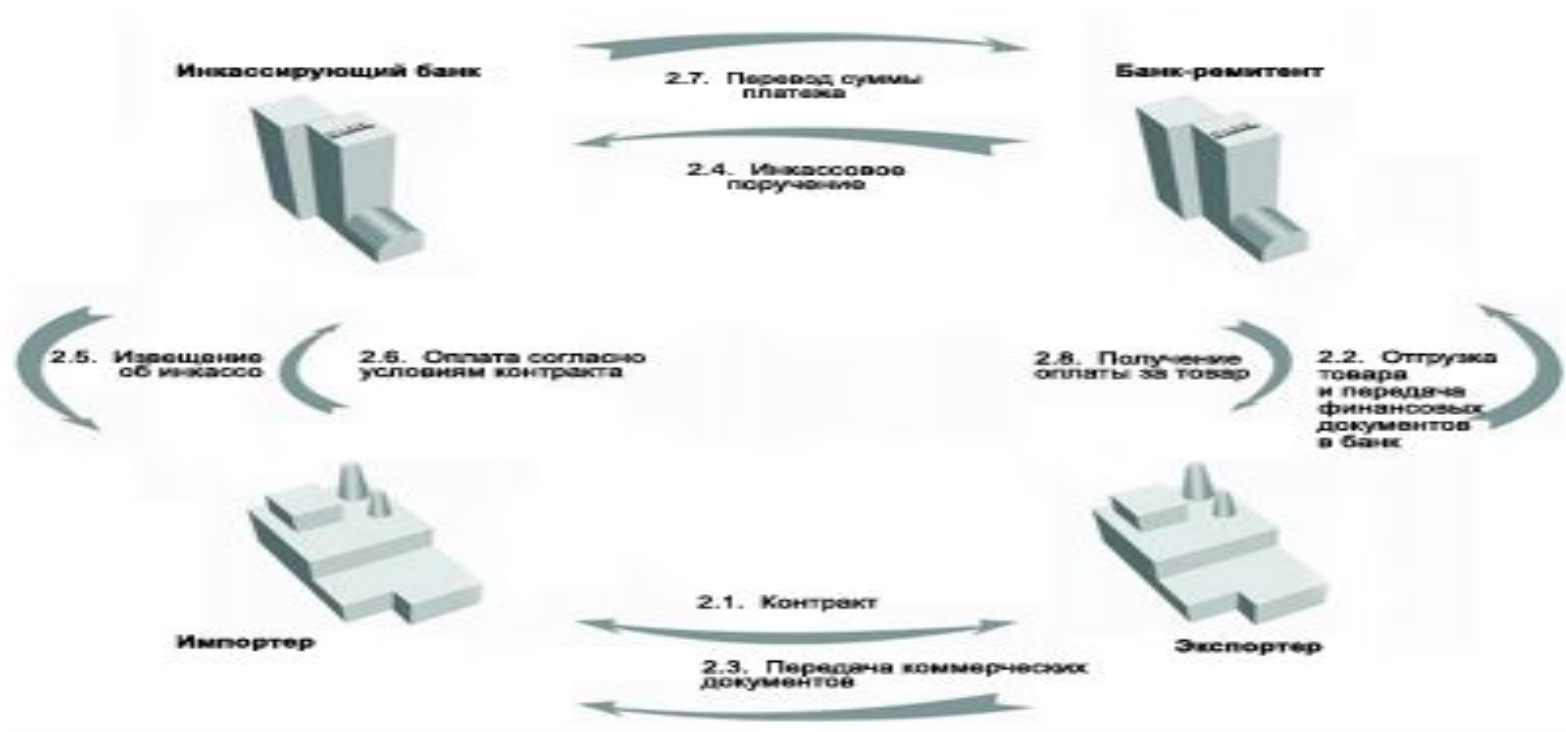 Инкассирующий банк
Банк-ремитент
2.7. Перевод суммы
платежа
2.4. Инкассовое
поручение
2.5. Извещение
об инкассо
2.6. Оплата согласно
условиям контракта
2.8. Получение
оплаты за товар
2.2. Отгрузка
товара
и передача
финансовых
документов
в банк
2.1. Контракт
Импортер
Экспортер
2.3. Передача коммерческих
документов